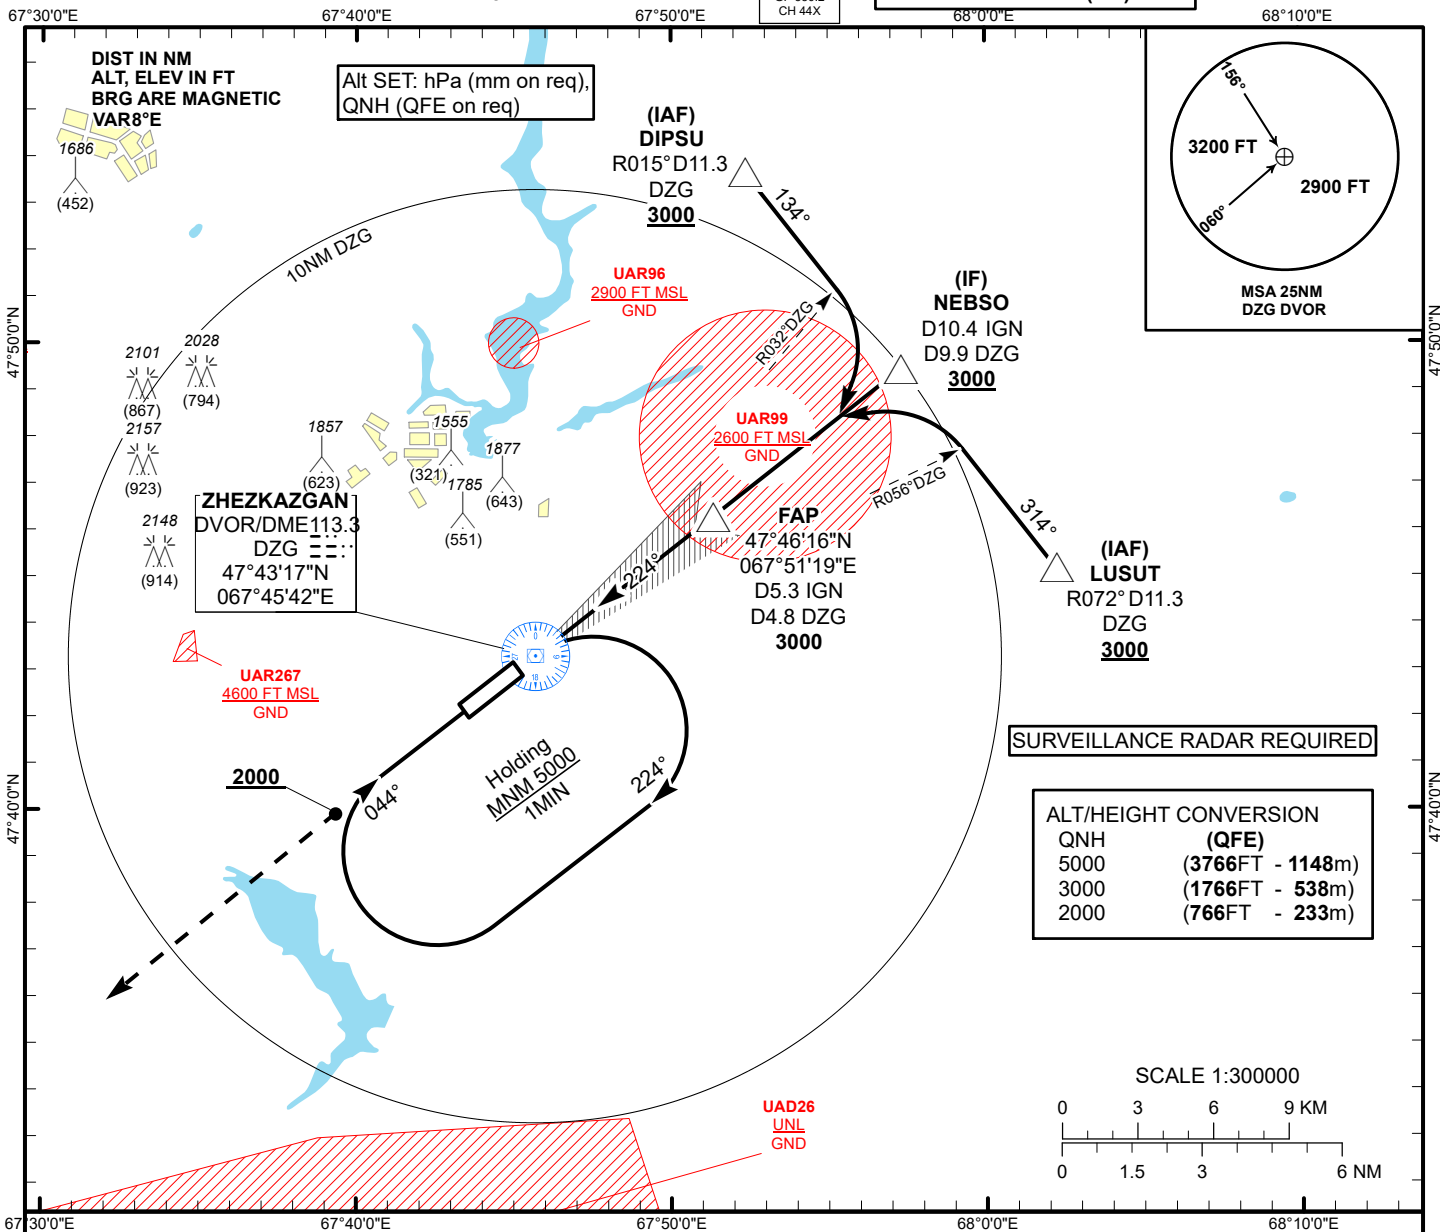 CH 44X
67°30'0"E
67°40'0"E
67°50'0"E
68°0'0"E
68°10'0"E
DIST IN NM
ALT, ELEV IN FT
BRG ARE MAGNETIC
VAR8°E
Alt SET: hPa (mm on req),
QNH (QFE on req)
1686
(452)
(IAF)
DIPSU
R015°D11.3
DZG
3000
134°
156°
3200 FT
2900 FT
060°
MSA 25NM
DZG DVOR
10NM DZG
UAR96
2900 FT MSL
GND
R032°DZG
(IF)
NEBSO
D10.4 IGN
D9.9 DZG
3000
47°50'0"N
47°50'0"N
2101
(867)
2028
(794)
2157
(923)
2148
(914)
1857
(623)
1555
(321)
1877
(643)
1785
(551)
UAR99
2600 FT MSL
GND
R056°DZG
314°
ZHEZKAZGAN
DVOR/DME113.3
DZG
47°43'17"N
067°45'42"E
FAP
47°46'16"N
067°51'19"E
D5.3 IGN
D4.8 DZG
3000
224°
(IAF)
LUSUT
R072°D11.3
DZG
3000
0
9
18
27
UAR267
4600 FT MSL
GND
SURVEILLANCE RADAR REQUIRED
2000
044°
Holding
MNM 5000
1MIN
224°
47°40'0"N
47°40'0"N
ALT/HEIGHT CONVERSION
QNH (QFE)
5000 (3766FT - 1148m)
3000 (1766FT - 538m)
2000 (766FT - 233m)
SCALE 1:300000
0 3 6 9 KM
0 1.5 3 6 NM
UAD26
UNL
GND
67°30'0"E
67°40'0"E
67°50'0"E
68°0'0"E
68°10'0"E